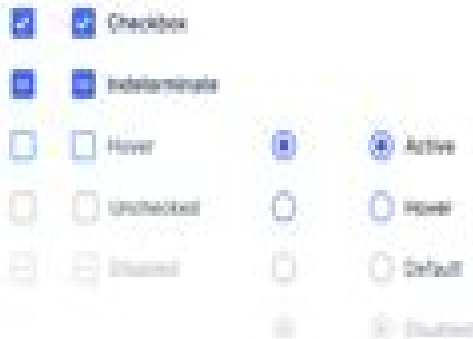 Checkbox
Indeterminate
Hover
Unchecked
Disabled
Active
Hover
Default
Disabled